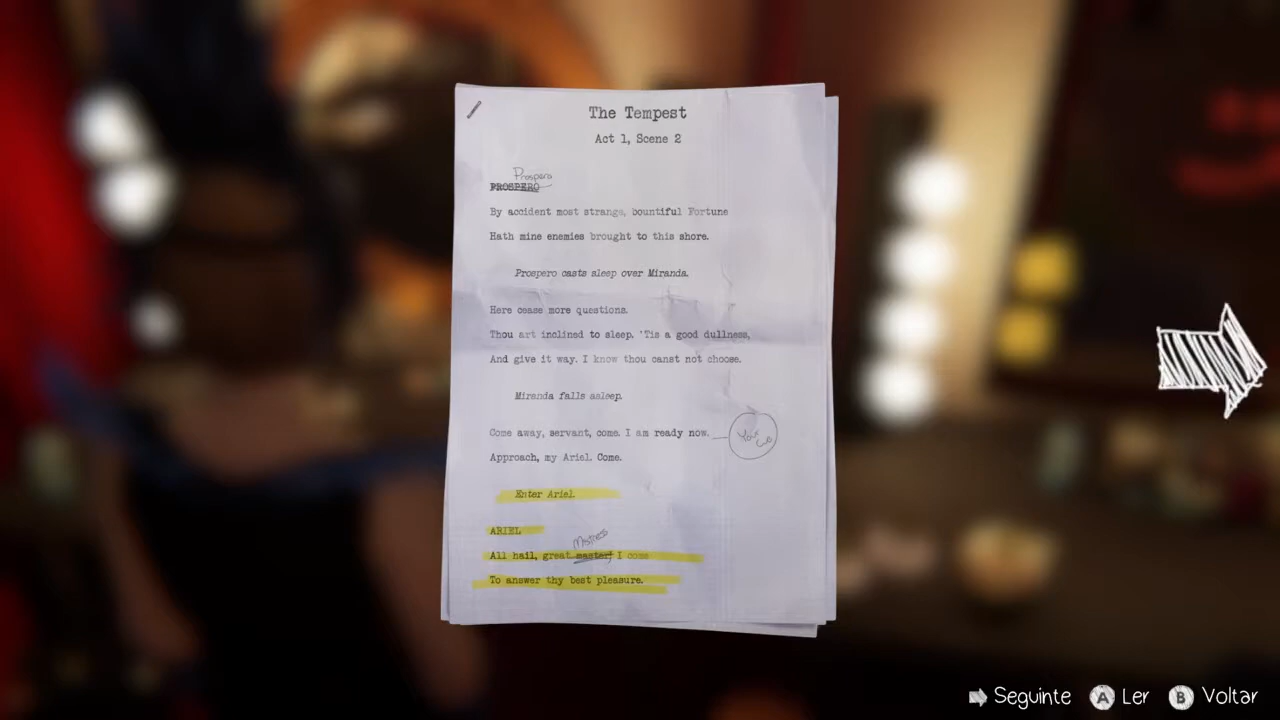 The Tempest
Act 1, Scene 2
Prospera
PROSPERO
By accident most strange, bountiful Fortune
Hath mine enemies brought to this shore.
Prospero casts sleep over Miranda.
Here cease more questions.
Thou art inclined to sleep. 'Tis a good dullness,
And give it way. I know thou canst not choose.
Miranda falls asleep.
Come away, servant, come. I am ready now.
Your
Approach, my Ariel. Come.
Enter Ariel.
ARIEL
Mistress
All hail, great master, I come
To answer thy best pleasure.
Seguinte A Ler B Voltar